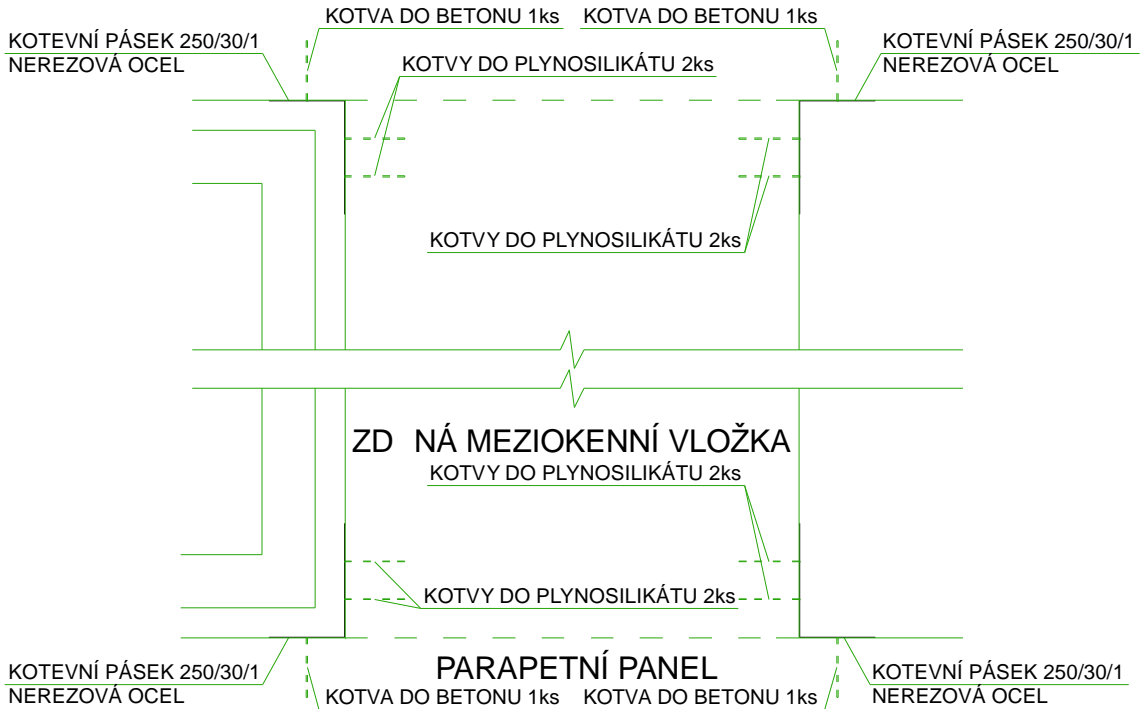 KOTVA DO BETONU 1ks
KOTVA DO BETONU 1ks
KOTEVNÍ PÁSEK 250/30/1
NEREZOVÁ OCEL
KOTEVNÍ PÁSEK 250/30/1
NEREZOVÁ OCEL
KOTVY DO PLYNOSILIKÁTU 2ks
KOTVY DO PLYNOSILIKÁTU 2ks
ZD NÁ MEZIOKENNÍ VLOŽKA
KOTVY DO PLYNOSILIKÁTU 2ks
KOTVY DO PLYNOSILIKÁTU 2ks
PARAPETNÍ PANEL
KOTEVNÍ PÁSEK 250/30/1
NEREZOVÁ OCEL
KOTEVNÍ PÁSEK 250/30/1
NEREZOVÁ OCEL
KOTVA DO BETONU 1ks
KOTVA DO BETONU 1ks